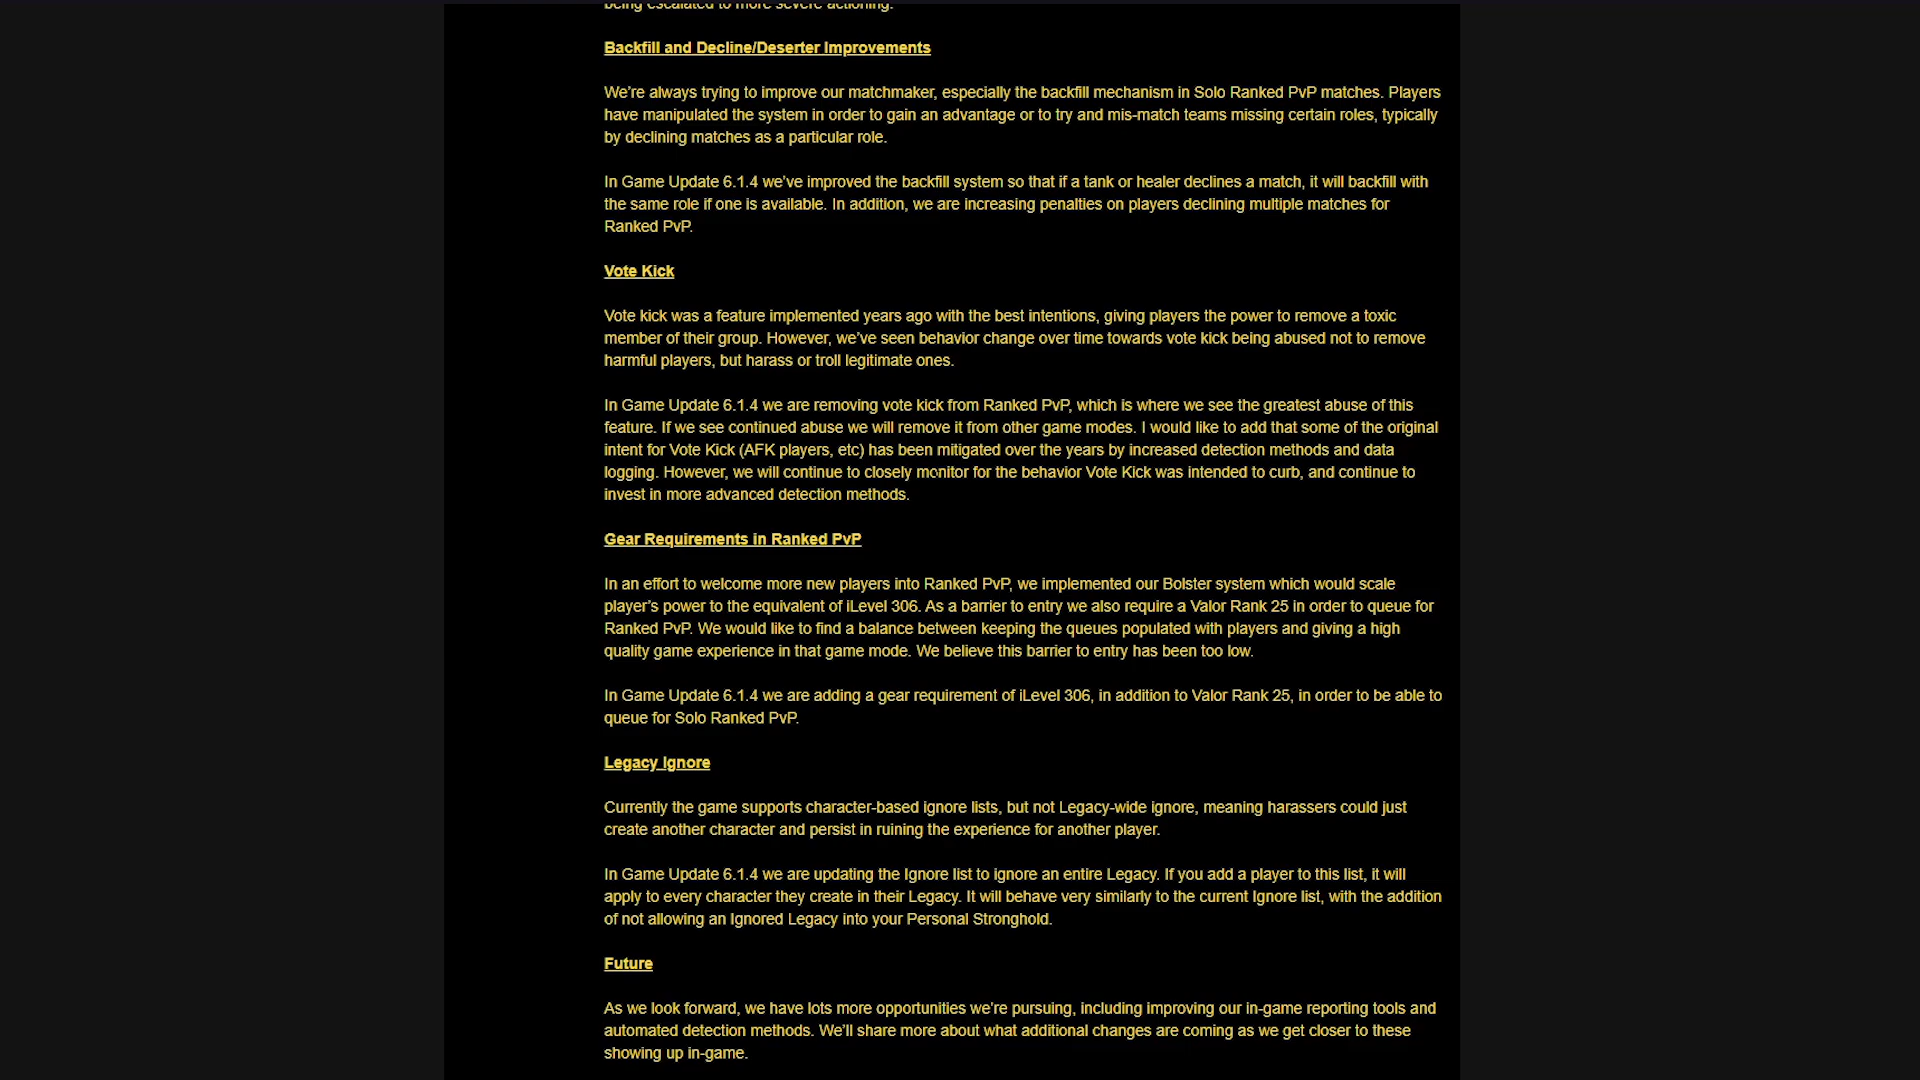 being escalated to more severe actioning.
Backfill and Decline/Deserter Improvements
We're always trying to improve our matchmaker, especially the backfill mechanism in Solo Ranked PvP matches. Players
have manipulated the system in order to gain an advantage or to try and mis-match teams missing certain roles, typically
by declining matches as a particular role.
In Game Update 6.1.4 we've improved the backfill system so that if a tank or healer declines a match, it will backfill with
the same role if one is available. In addition, we are increasing penalties on players declining multiple matches for
Ranked PvP.
Vote Kick
Vote kick was a feature implemented years ago with the best intentions, giving players the power to remove a toxic
member of their group. However, we've seen behavior change over time towards vote kick being abused not to remove
harmful players, but harass or troll legitimate ones.
In Game Update 6.1.4 we are removing vote kick from Ranked PvP, which is where we see the greatest abuse of this
feature. If we see continued abuse we will remove it from other game modes. I would like to add that some of the original
intent for Vote Kick (AFK players, etc) has been mitigated over the years by increased detection methods and data
logging. However, we will continue to closely monitor for the behavior Vote Kick was intended to curb, and continue to
invest in more advanced detection methods.
Gear Requirements in Ranked PvP
In an effort to welcome more new players into Ranked PvP, we implemented our Bolster system which would scale
player's power to the equivalent of iLevel 306. As a barrier to entry we also require a Valor Rank 25 in order to queue for
Ranked PvP. We would like to find a balance between keeping the queues populated with players and giving a high
quality game experience in that game mode. We believe this barrier to entry has been too low.
In Game Update 6.1.4 we are adding a gear requirement of iLevel 306, in addition to Valor Rank 25, in order to be able to
queue for Solo Ranked PvP.
Legacy Ignore
Currently the game supports character-based ignore lists, but not Legacy-wide ignore, meaning harassers could just
create another character and persist in ruining the experience for another player.
In Game Update 6.1.4 we are updating the Ignore list to ignore an entire Legacy. If you add a player to this list, it will
apply to every character they create in their Legacy. It will behave very similarly to the current Ignore list, with the addition
of not allowing an Ignored Legacy into your Personal Stronghold.
Future
As we look forward, we have lots more opportunities we're pursuing, including improving our in-game reporting tools and
automated detection methods. We'll share more about what additional changes are coming as we get closer to these
showing up in-game.